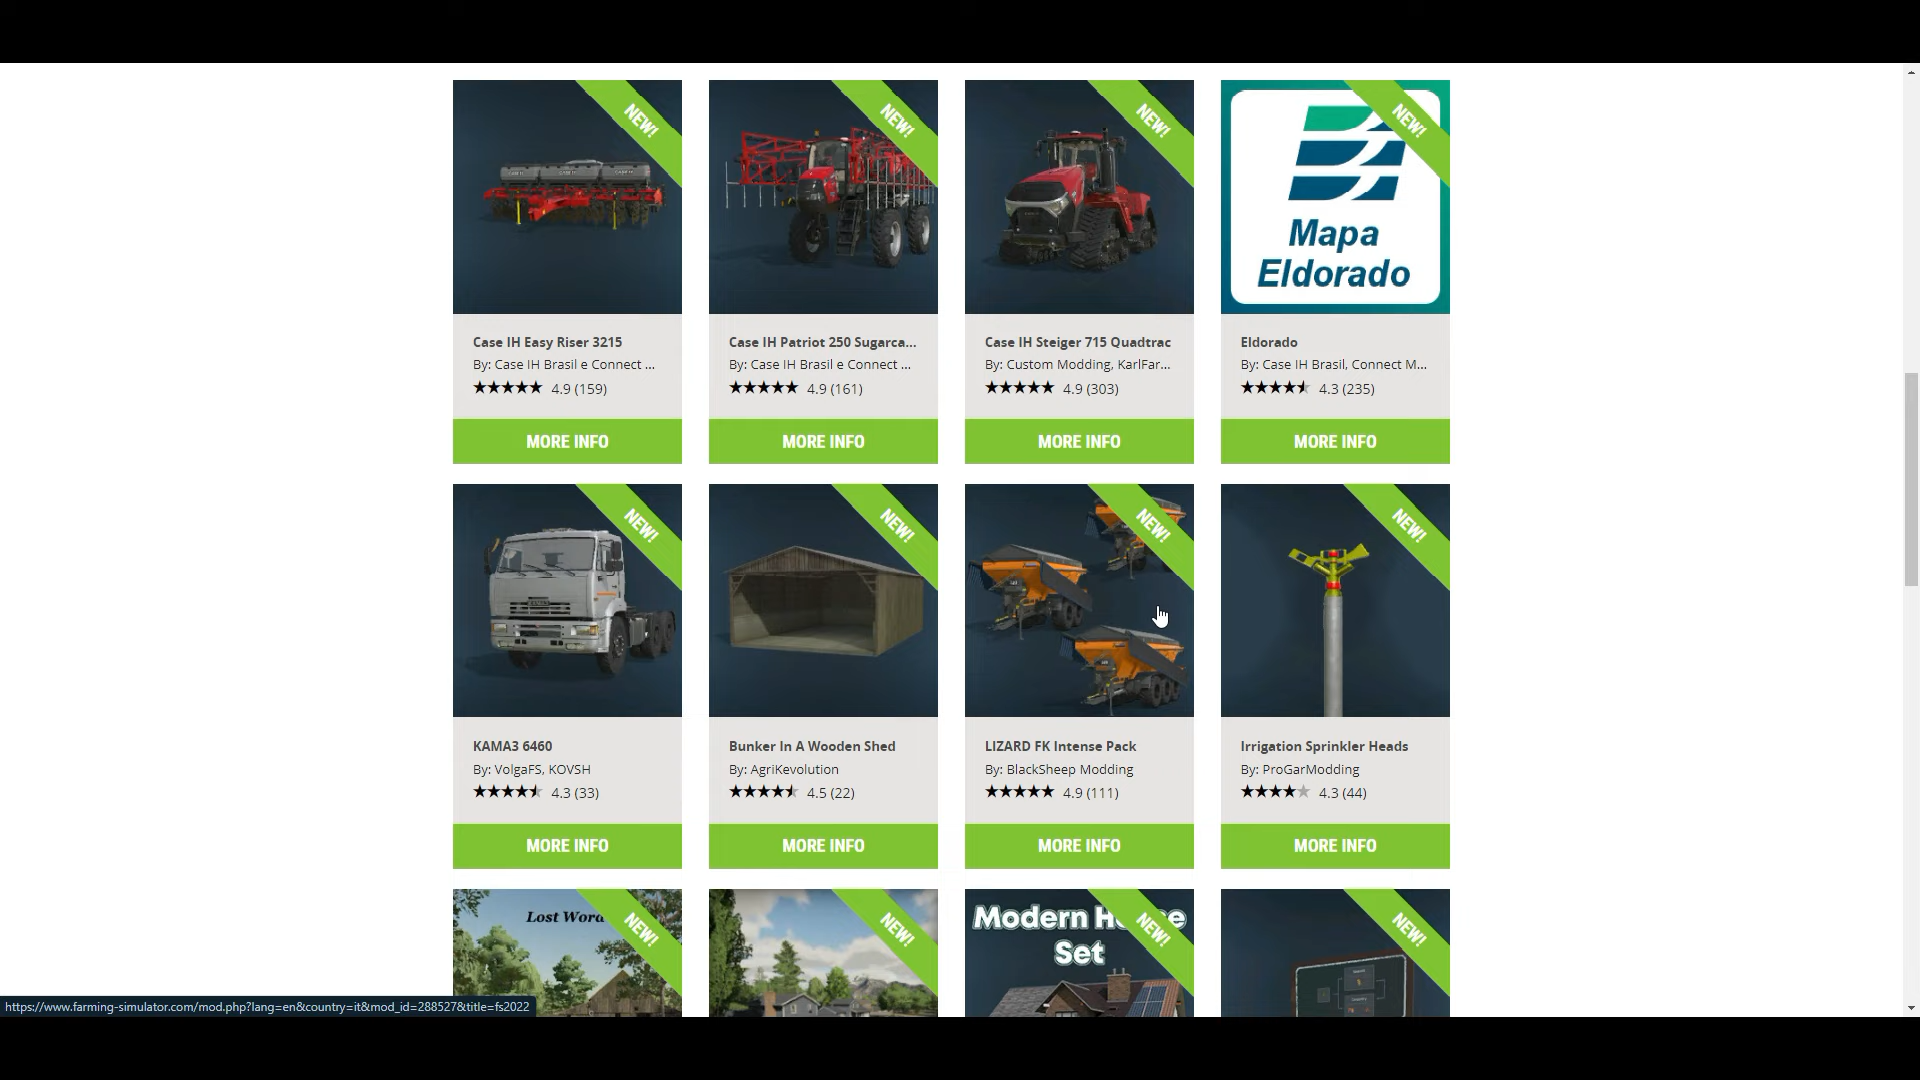 NEW!
NEW!
NEW!
NEW!
Mapa
Eldorado
Case IH Easy Riser 3215
By: Case IH Brasil e Connect ...
★★★★★ 4.9 (159)
MORE INFO
Case IH Patriot 250 Sugarca...
By: Case IH Brasil e Connect ...
4.9 (161)
MORE INFO
Case IH Steiger 715 Quadtrac
By: Custom Modding, KarlFar...
4.9 (303)
MORE INFO
Eldorado
By: Case IH Brasil, Connect M...
4.3 (235)
MORE INFO
NEW!
NEW!
NEW!
NEW!
KAMA3 6460
By: VolgaFS, KOVSH
4.3 (33)
MORE INFO
Bunker In A Wooden Shed
By: AgriKevolution
4.5 (22)
MORE INFO
LIZARD FK Intense Pack
By: BlackSheep Modding
4.9 (111)
MORE INFO
Irrigation Sprinkler Heads
By: ProGarModding
4.3 (44)
MORE INFO
Lost
NEW!
NEW!
Modern
Set
NEW!
NEW!
https://www.farming-simulator.com/mod.php?lang=en&country=it&mod_id=288527&title=fs2022